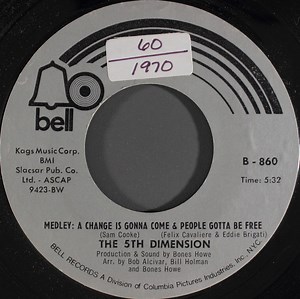 60
1970
bell
Kags Music Corp.
BMI
Slacsar Pub. Co.
Ltd. - ASCAP
9423-BW
B - 860
Time: 5:32
MEDLEY: A CHANGE IS GONNA COME & PEOPLE GOTTA BE FREE
(Sam Cooke) (Felix Cavaliere & Eddie Brigati)
THE 5TH DIMENSION
Production & Sound by Bones Howe
Arr. by Bob Alcivar, Bill Holman
and Bones Howe
BELL RECORDS A Division of Columbia Pictures Industries, Inc., N.Y.C.